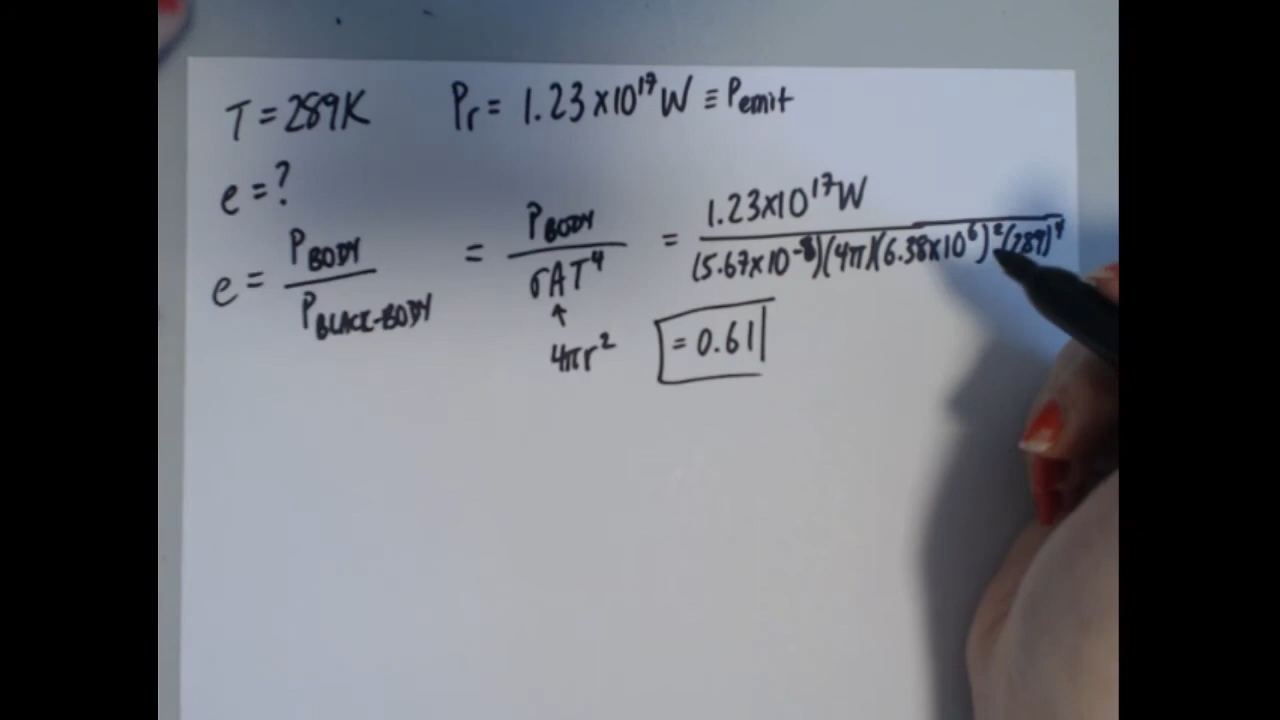 T = 289K Pr = 1.23×10¹⁷W ≡ Pemit
e = ?
e = PBODY / PBLACK-BODY = PBODY / σAT⁴ = 1.23×10¹⁷W / (5.67×10⁻⁸)(4π)(6.38×10⁶)²(289)⁴
↑
4πr² = 0.61